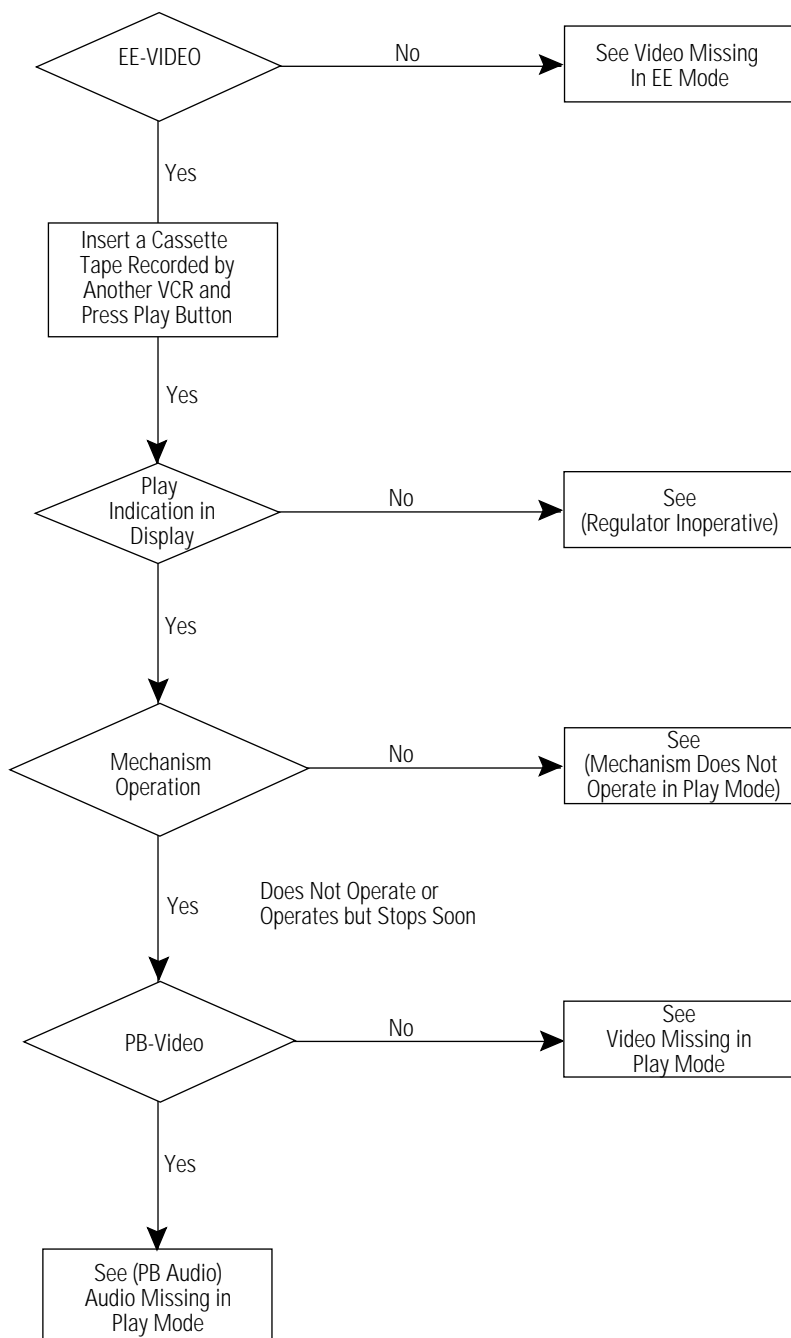 EE-VIDEO
No
See Video Missing
In EE Mode
Yes
Insert a Cassette
Tape Recorded by
Another VCR and
Press Play Button
Yes
Play
Indication in
Display
No
See
(Regulator Inoperative)
Yes
Mechanism
Operation
No
See
(Mechanism Does Not
Operate in Play Mode)
Yes
Does Not Operate or
Operates but Stops Soon
PB-Video
No
See
Video Missing in
Play Mode
Yes
See (PB Audio)
Audio Missing in
Play Mode